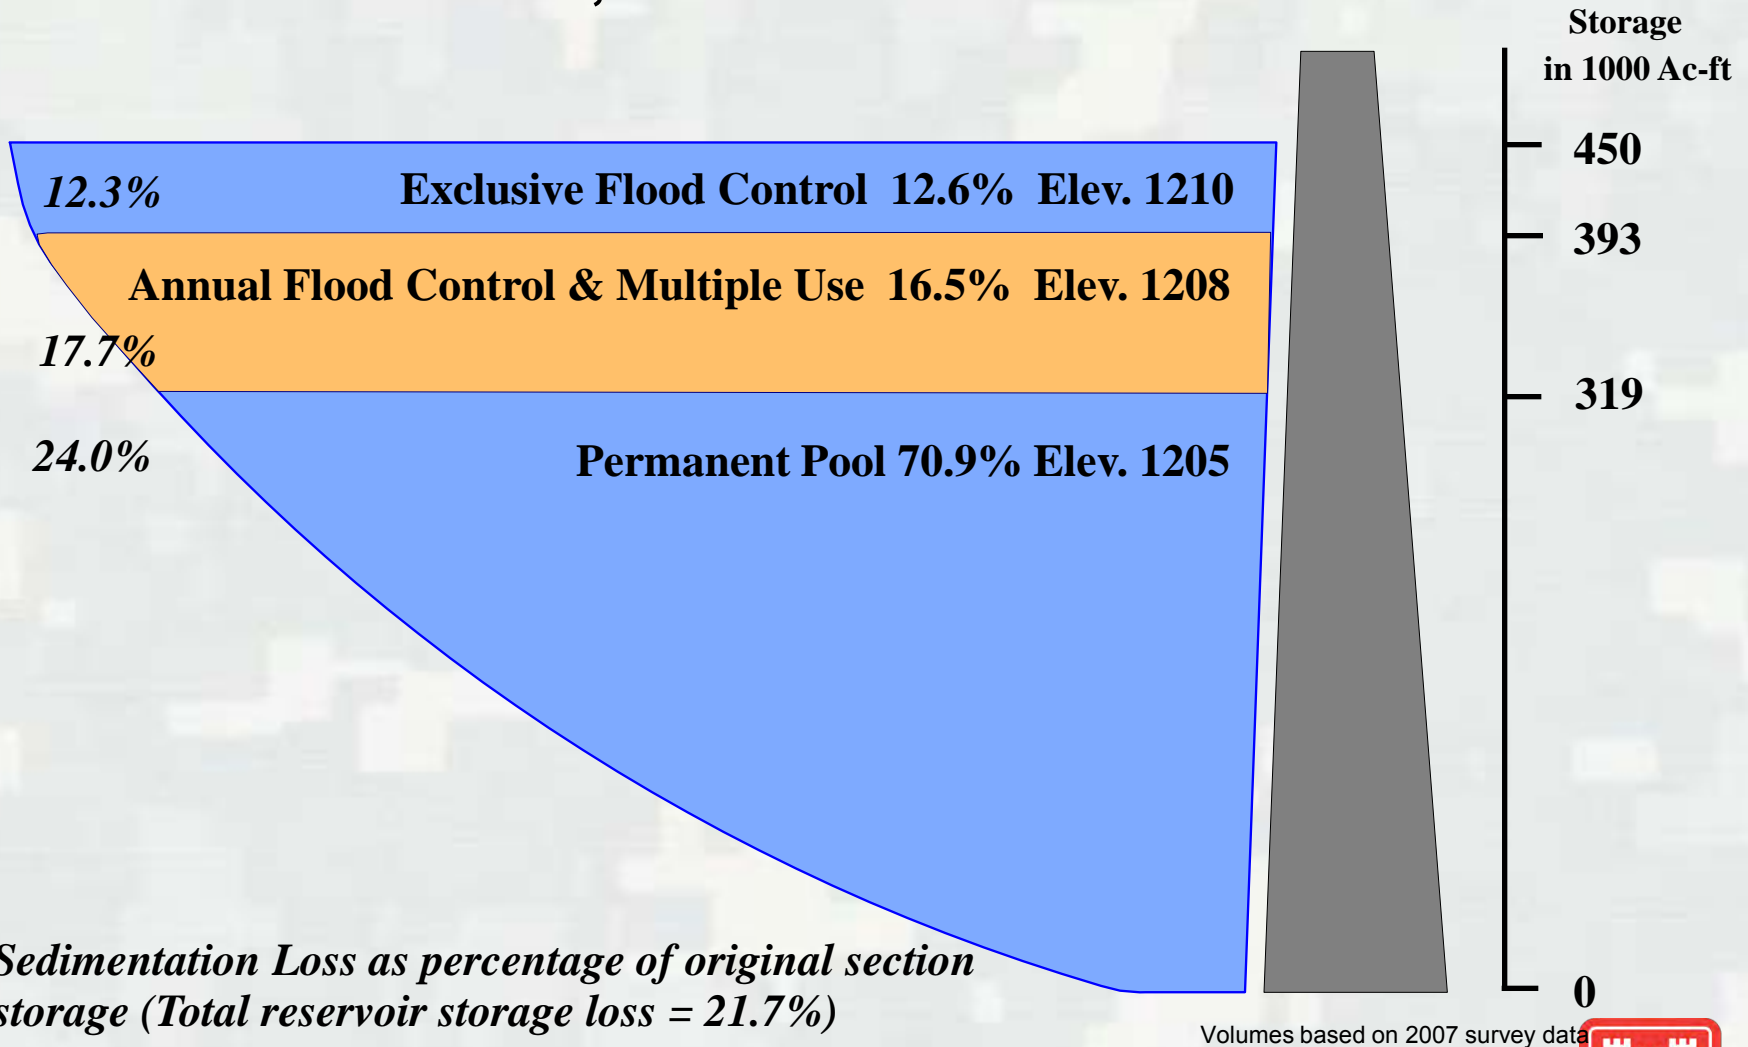 Storage
in 1000 Ac-ft
450
12.3%
Exclusive Flood Control 12.6% Elev. 1210
393
Annual Flood Control & Multiple Use 16.5% Elev. 1208
17.7%
319
24.0%
Permanent Pool 70.9% Elev. 1205
Sedimentation Loss as percentage of original section
storage (Total reservoir storage loss = 21.7%)
0
Volumes based on 2007 survey data